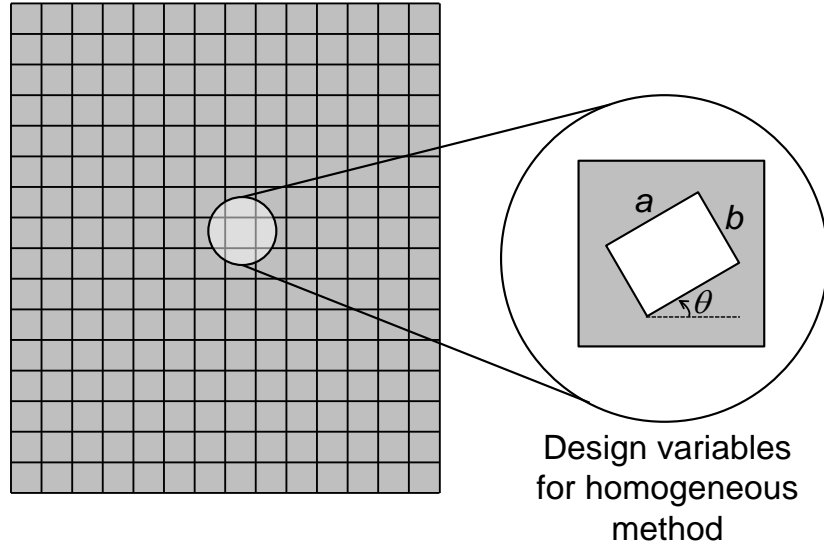 a
b
θ
Design variables
for homogeneous
method